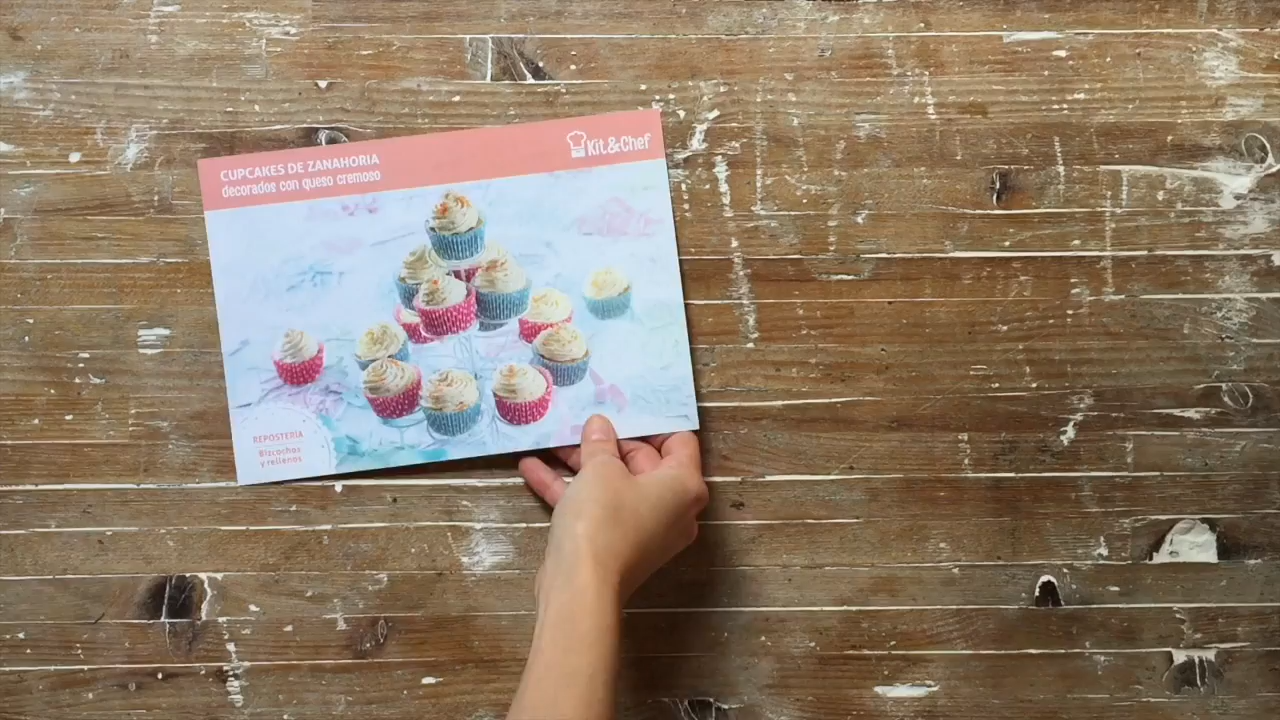 CUPCAKES DE ZANAHORIA
decorados con queso cremoso
Kit&Chef
REPOSTERÍA
Bizcochos
y rellenos